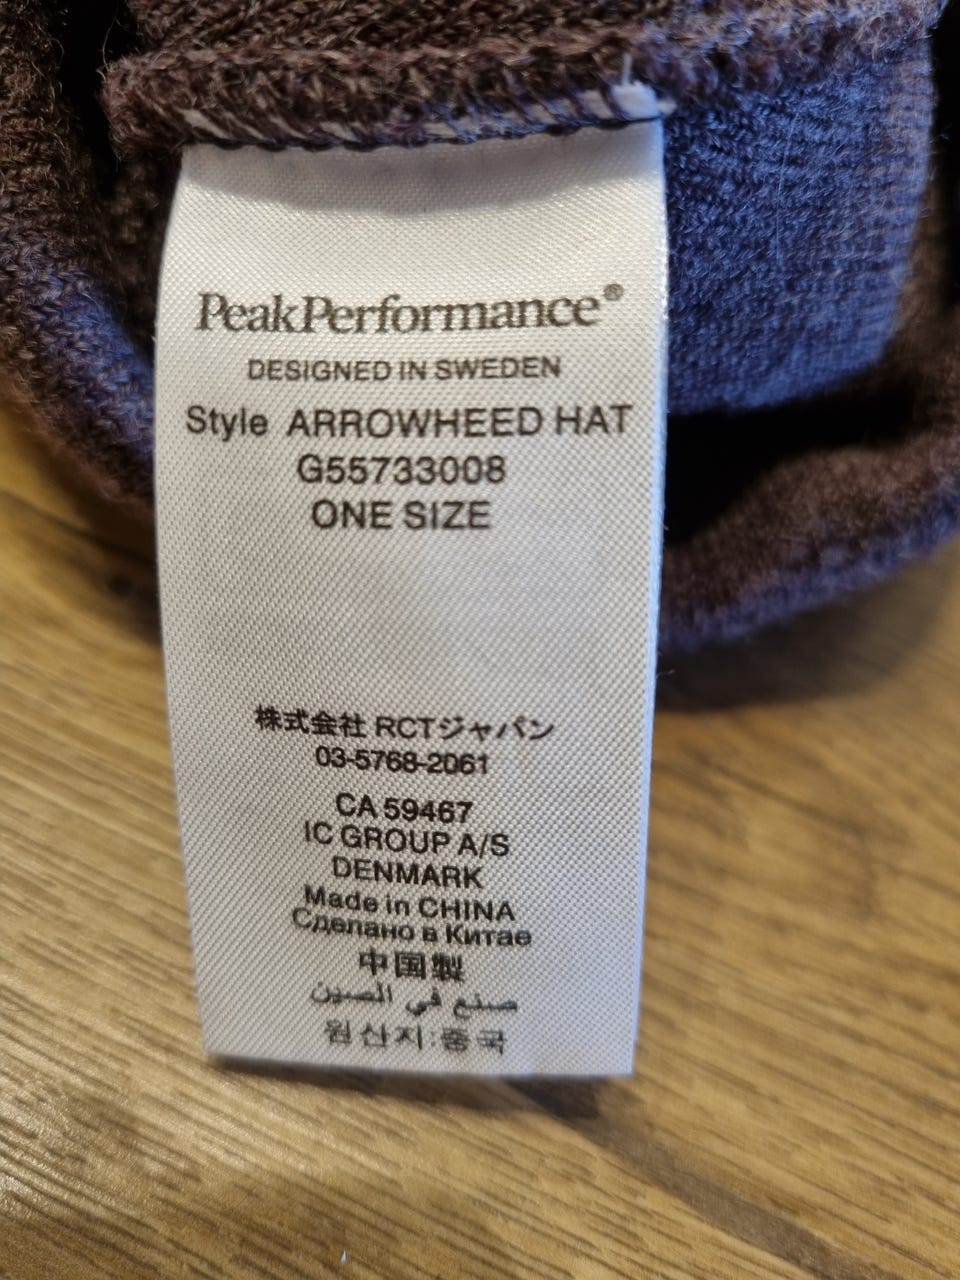 PeakPerformance®
DESIGNED IN SWEDEN
Style ARROWHEED HAT
G55733008
ONE SIZE
株式会社 RCTジャパン
03-5768-2061
CA 59467
IC GROUP A/S
DENMARK
Made in CHINA
Сделано в Китае
中国製
صنع في الصين
원산지:중국